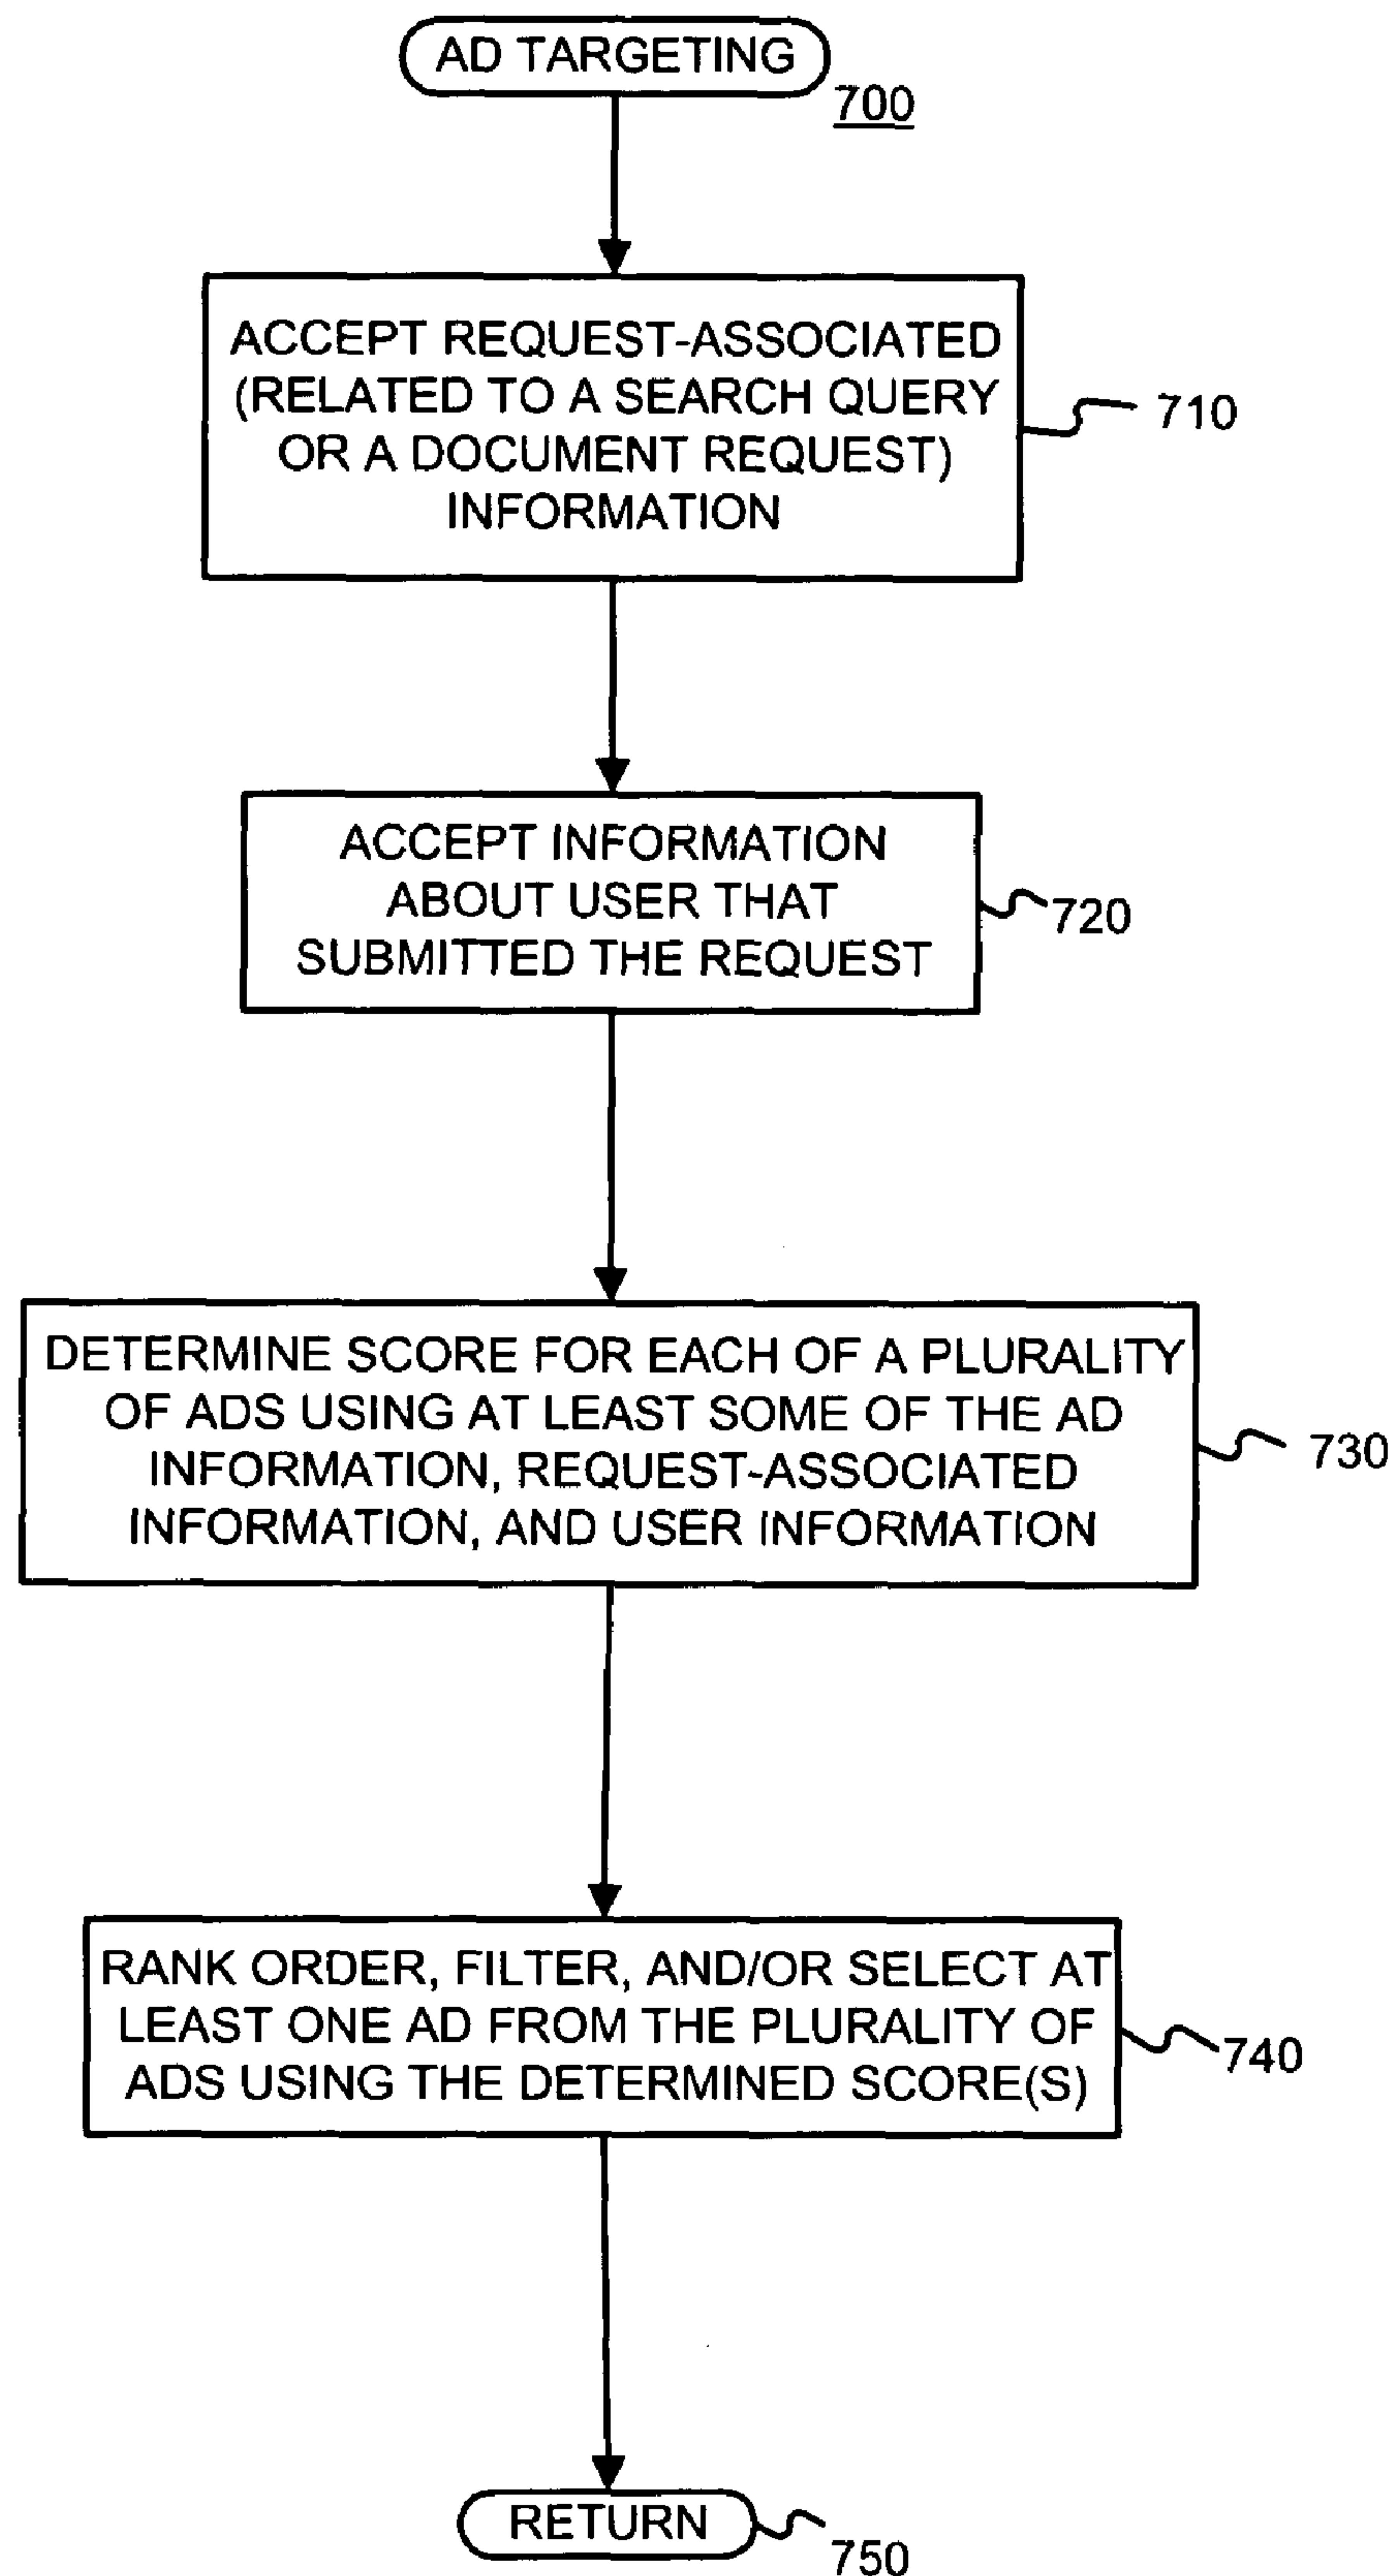 AD TARGETING
700
ACCEPT REQUEST-ASSOCIATED
(RELATED TO A SEARCH QUERY
OR A DOCUMENT REQUEST)
INFORMATION
710
ACCEPT INFORMATION
ABOUT USER THAT
SUBMITTED THE REQUEST
720
DETERMINE SCORE FOR EACH OF A PLURALITY
OF ADS USING AT LEAST SOME OF THE AD
INFORMATION, REQUEST-ASSOCIATED
INFORMATION, AND USER INFORMATION
730
RANK ORDER, FILTER, AND/OR SELECT AT
LEAST ONE AD FROM THE PLURALITY OF
ADS USING THE DETERMINED SCORE(S)
740
RETURN
750